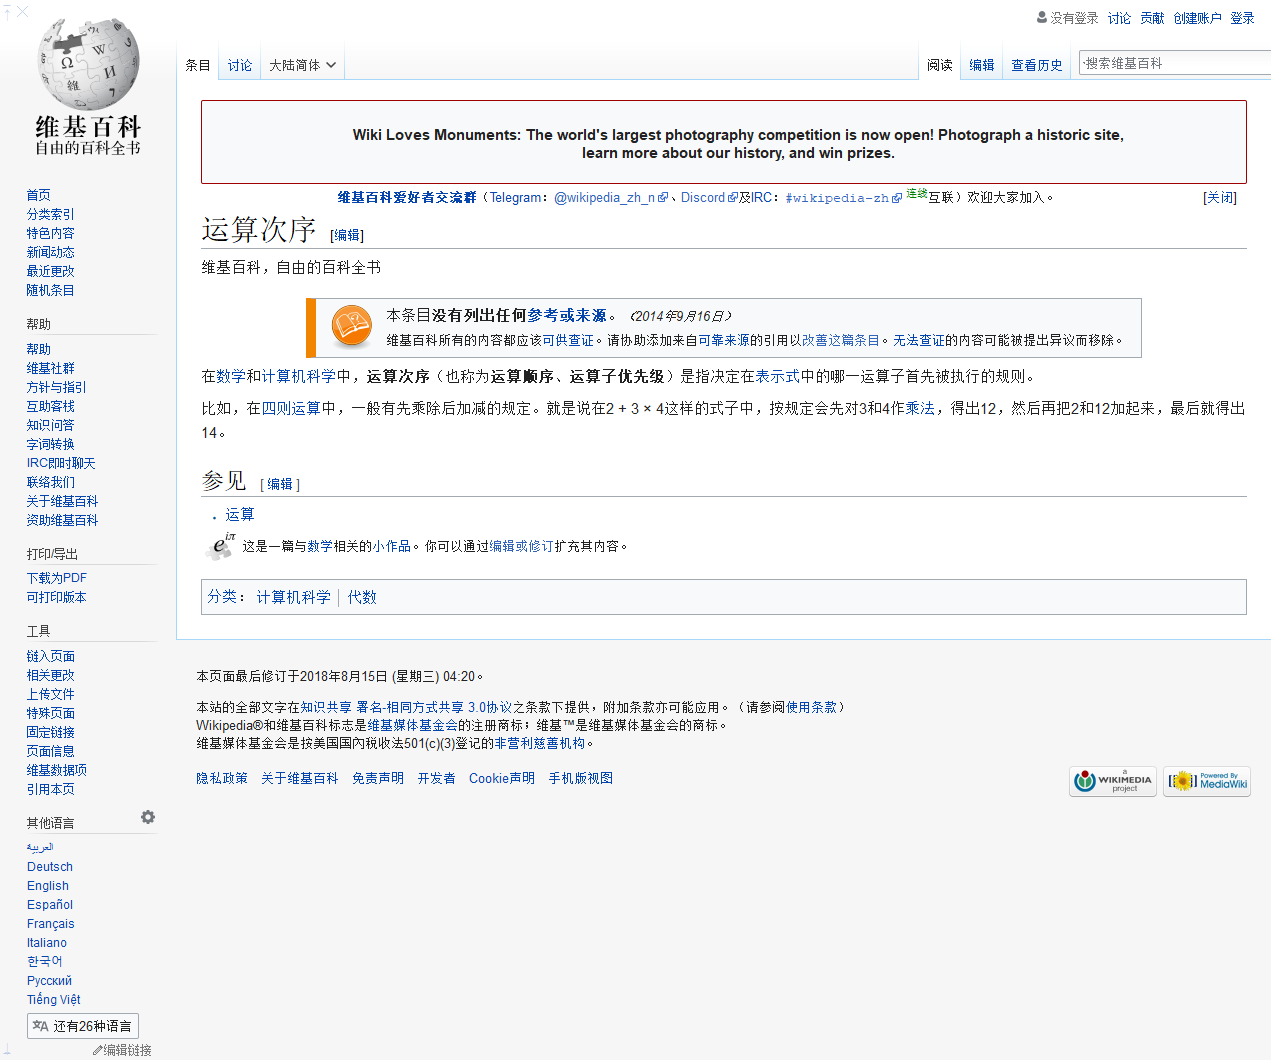 没有登录 讨论 贡献 创建账户 登录
条目 讨论 大陆简体 阅读 编辑 查看历史 搜索维基百科
维基百科
自由的百科全书
Wiki Loves Monuments: The world's largest photography competition is now open! Photograph a historic site,
learn more about our history, and win prizes.
维基百科爱好者交流群（Telegram：@wikipedia_zh_n、Discord及IRC：#wikipedia-zh 连线互联）欢迎大家加入。 [关闭]
运算次序 [编辑]
维基百科，自由的百科全书
本条目没有列出任何参考或来源。 （2014年9月16日）
维基百科所有的内容都应该可供查证。请协助添加来自可靠来源的引用以改善这篇条目。无法查证的内容可能被提出异议而移除。
在数学和计算机科学中，运算次序（也称为运算顺序、运算子优先级）是指决定在表示式中的哪一运算子首先被执行的规则。
比如，在四则运算中，一般有先乘除后加减的规定。就是说在2 + 3 × 4这样的式子中，按规定会先对3和4作乘法，得出12，然后再把2和12加起来，最后就得出
14。
参见 [ 编辑 ]
运算
e iπ 这是一篇与数学相关的小作品。你可以通过编辑或修订扩充其内容。
分类： 计算机科学 代数
首页
分类索引
特色内容
新闻动态
最近更改
随机条目
帮助
帮助
维基社群
方针与指引
互助客栈
知识问答
字词转换
IRC即时聊天
联络我们
关于维基百科
资助维基百科
打印/导出
下载为PDF
可打印版本
工具
链入页面
相关更改
上传文件
特殊页面
固定链接
页面信息
维基数据项
引用本页
其他语言
العربية
Deutsch
English
Español
Français
Italiano
한국어
Русский
Tiếng Việt
还有26种语言
编辑链接
本页面最后修订于2018年8月15日 (星期三) 04:20。
本站的全部文字在知识共享 署名-相同方式共享 3.0协议之条款下提供，附加条款亦可能应用。（请参阅使用条款）
Wikipedia®和维基百科标志是维基媒体基金会的注册商标；维基™是维基媒体基金会的商标。
维基媒体基金会是按美国国內税收法501(c)(3)登记的非营利慈善机构。
隐私政策 关于维基百科 免责声明 开发者 Cookie声明 手机版视图
a WIKIMEDIA project
Powered By MediaWiki